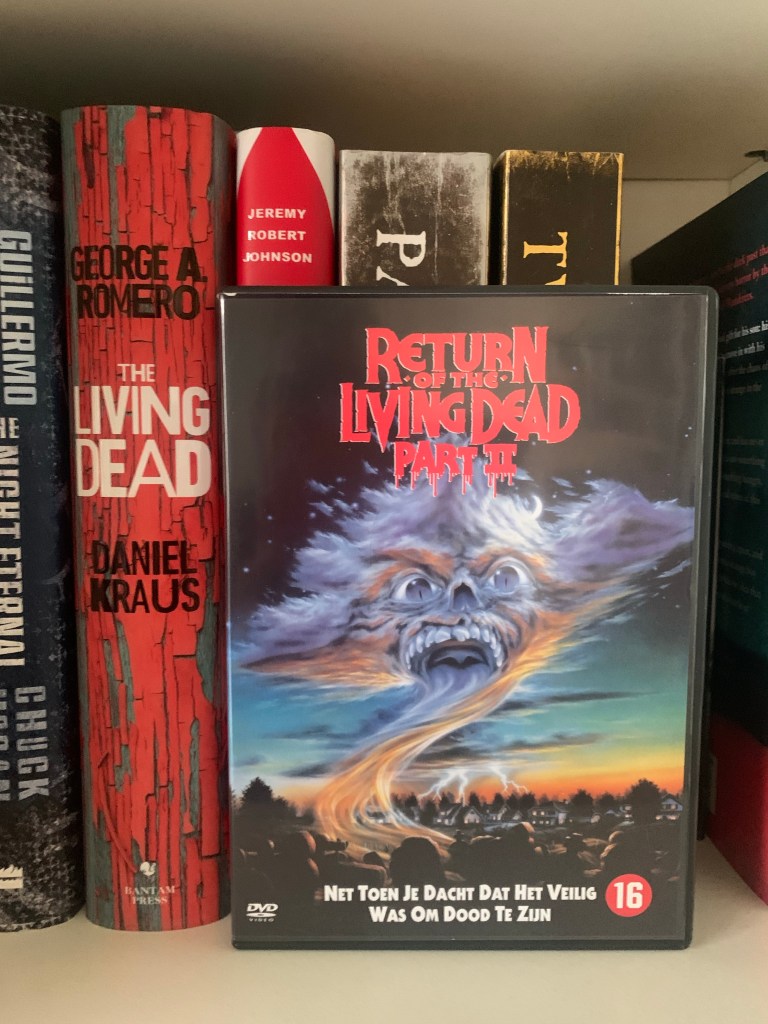 GUILLERMO
THE NIGHT ETERNAL
CHUCK
HOGAN
GEORGE A.
ROMERO
THE
LIVING
DEAD
DANIEL
KRAUS
BANTAM
PRESS
JEREMY
ROBERT
JOHNSON
RETURN
OF THE
LIVING DEAD
PART II
NET TOEN JE DACHT DAT HET VEILIG
WAS OM DOOD TE ZIJN
16
DVD
VIDEO